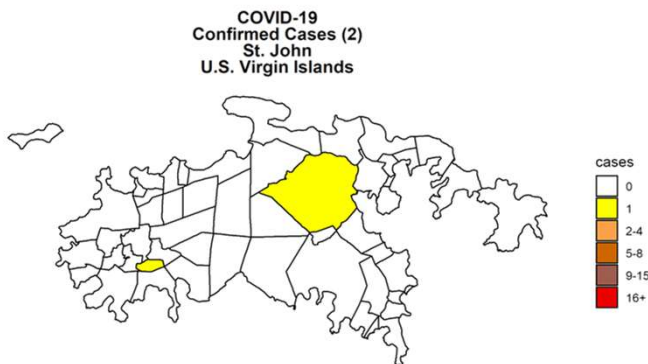 COVID-19
Confirmed Cases (2)
St. John
U.S. Virgin Islands
cases
0
1
2-4
5-8
9-15
16+